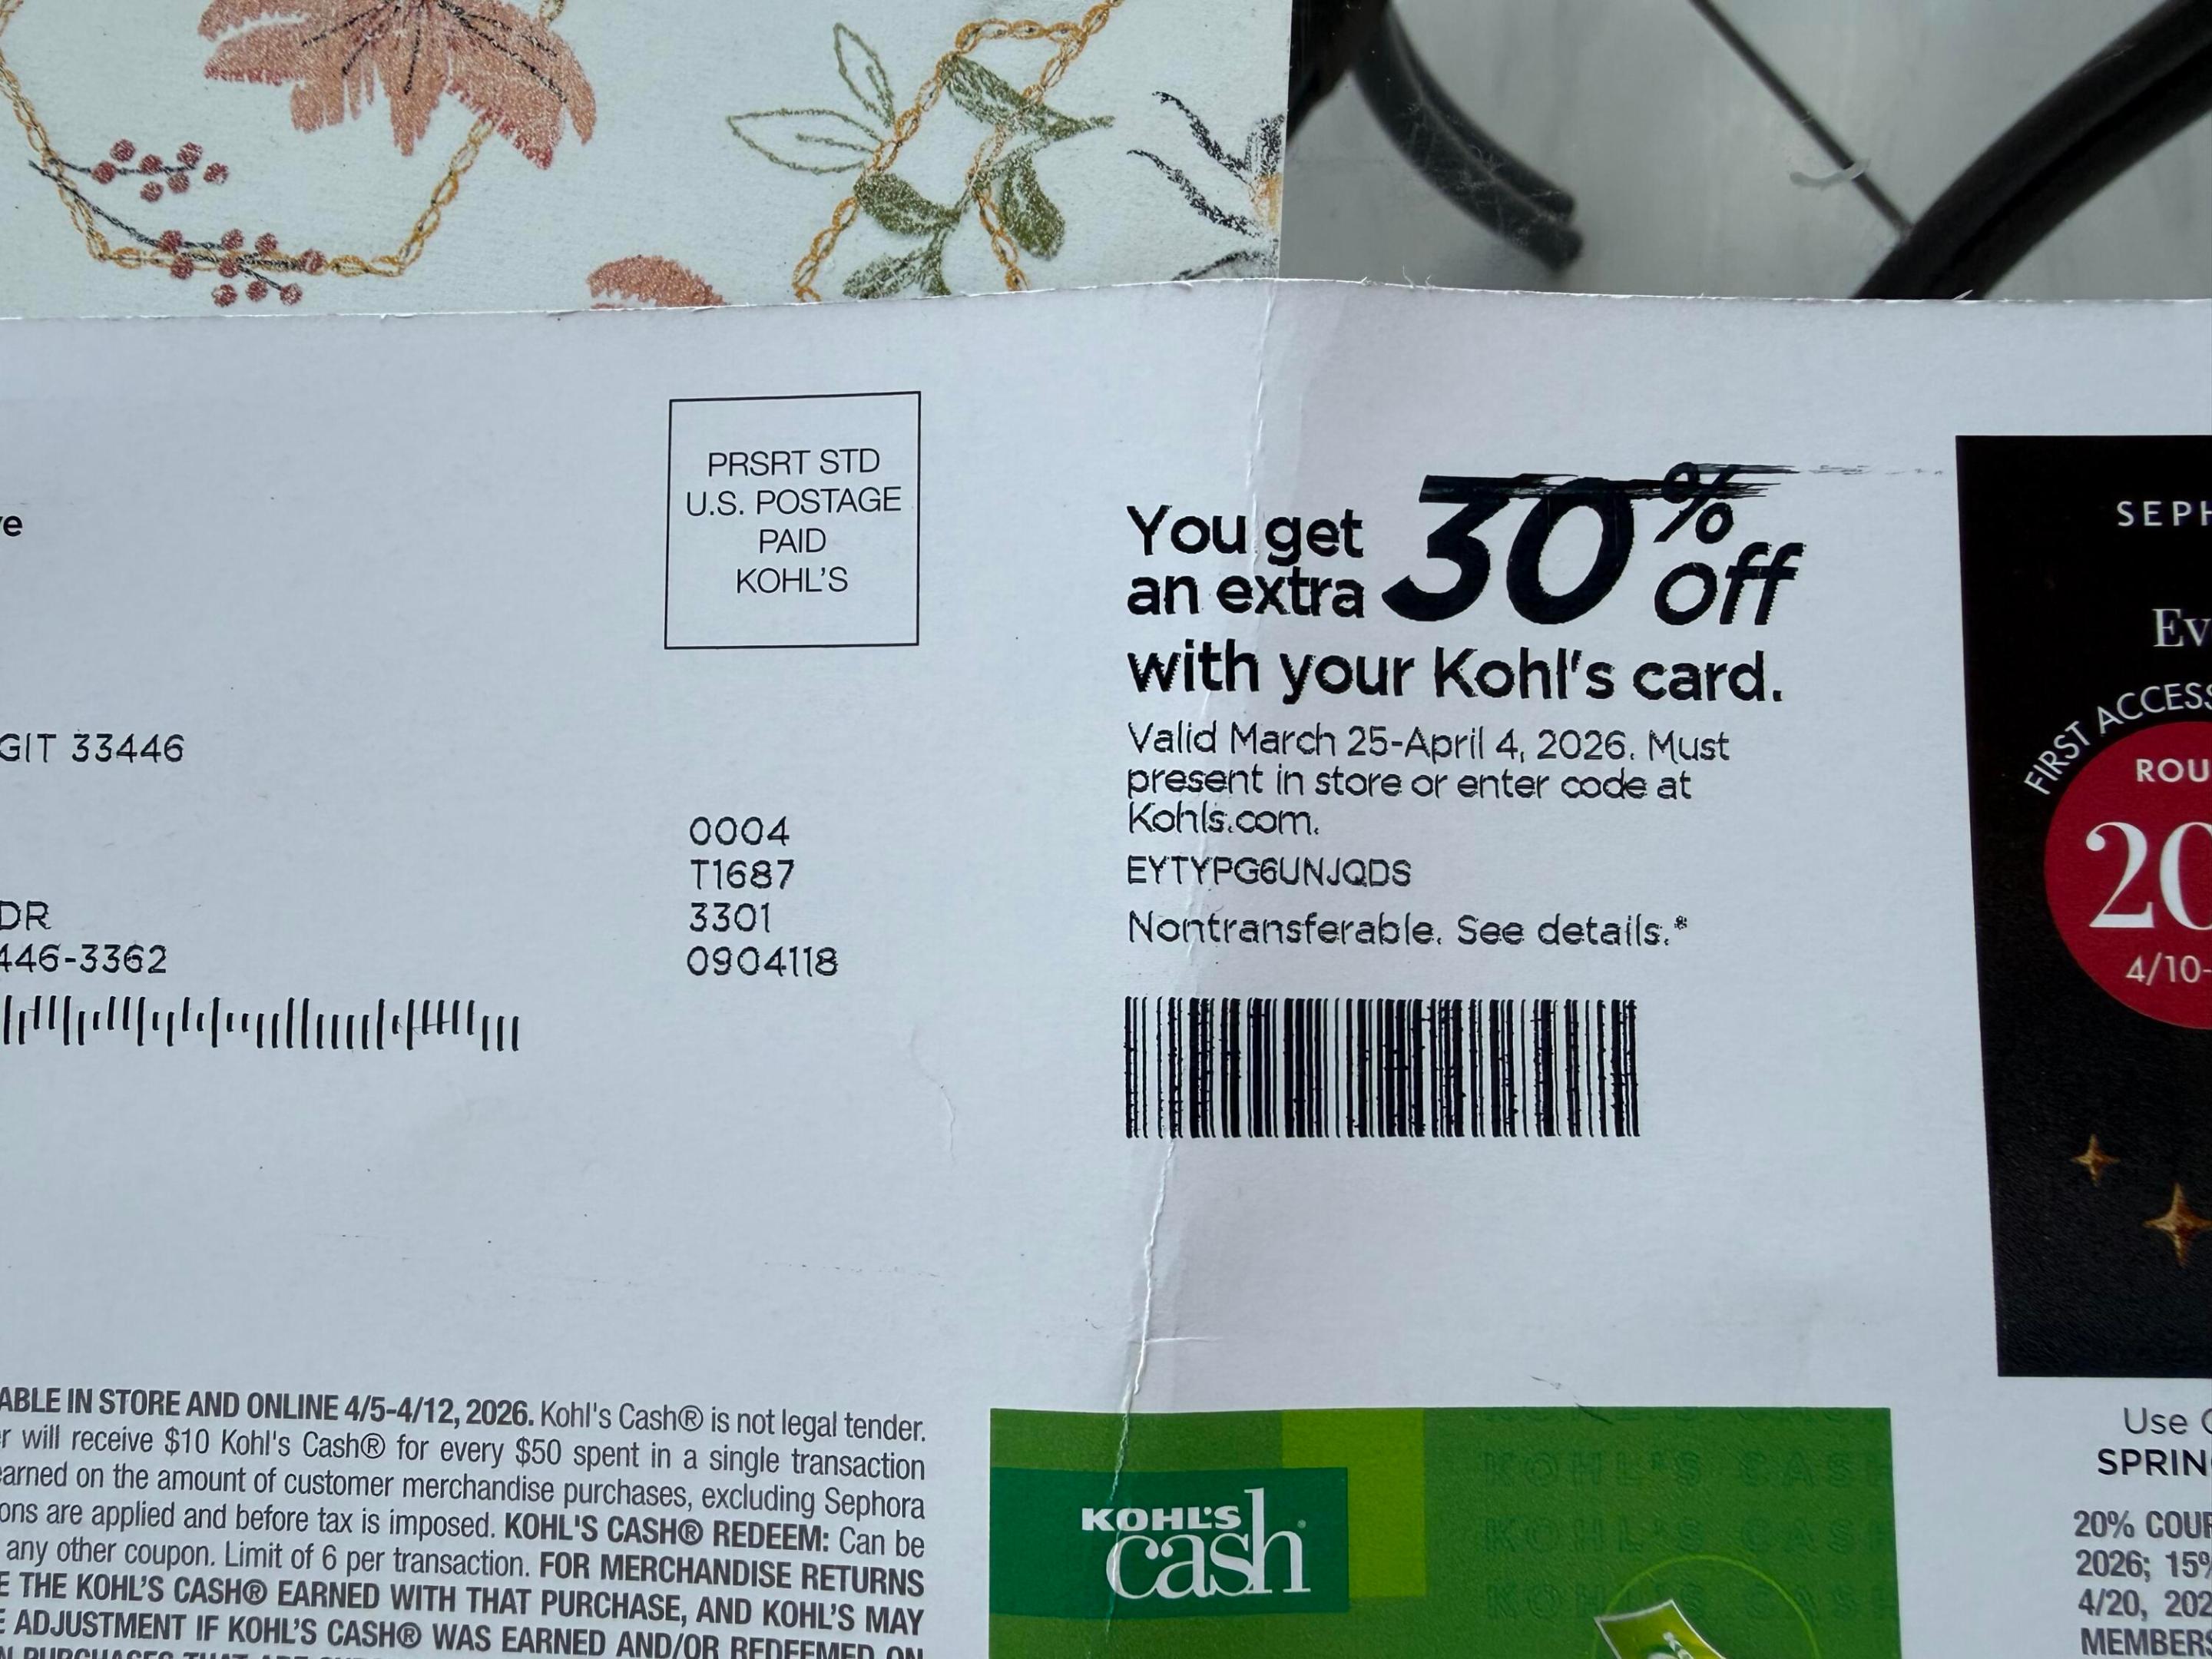 GIT 33446
DR
446-3362
PRSRT STD
U.S. POSTAGE
PAID
KOHL'S
0004
T1687
3301
0904118
You get
an extra
30% off
with your Kohl's card.
Valid March 25-April 4, 2026. Must
present in store or enter code at
Kohls.com.
EYTYPG6UNJQDS
Nontransferable. See details.*
SEPH
Ev
FIRST ACCESS
ROU
20
4/10-
ABLE IN STORE AND ONLINE 4/5-4/12, 2026. Kohl's Cash® is not legal tender.
r will receive $10 Kohl's Cash® for every $50 spent in a single transaction
earned on the amount of customer merchandise purchases, excluding Sephora
ons are applied and before tax is imposed. KOHL'S CASH® REDEEM: Can be
any other coupon. Limit of 6 per transaction. FOR MERCHANDISE RETURNS
E THE KOHL'S CASH® EARNED WITH THAT PURCHASE, AND KOHL'S MAY
E ADJUSTMENT IF KOHL'S CASH® WAS EARNED AND/OR REDEEMED ON
KOHL'S
cash
KOHL'S CASH
KOHL'S CASH
KOHL'S CASH
Use
SPRIN
20% COUP
2026; 15%
4/20, 202
MEMBERS